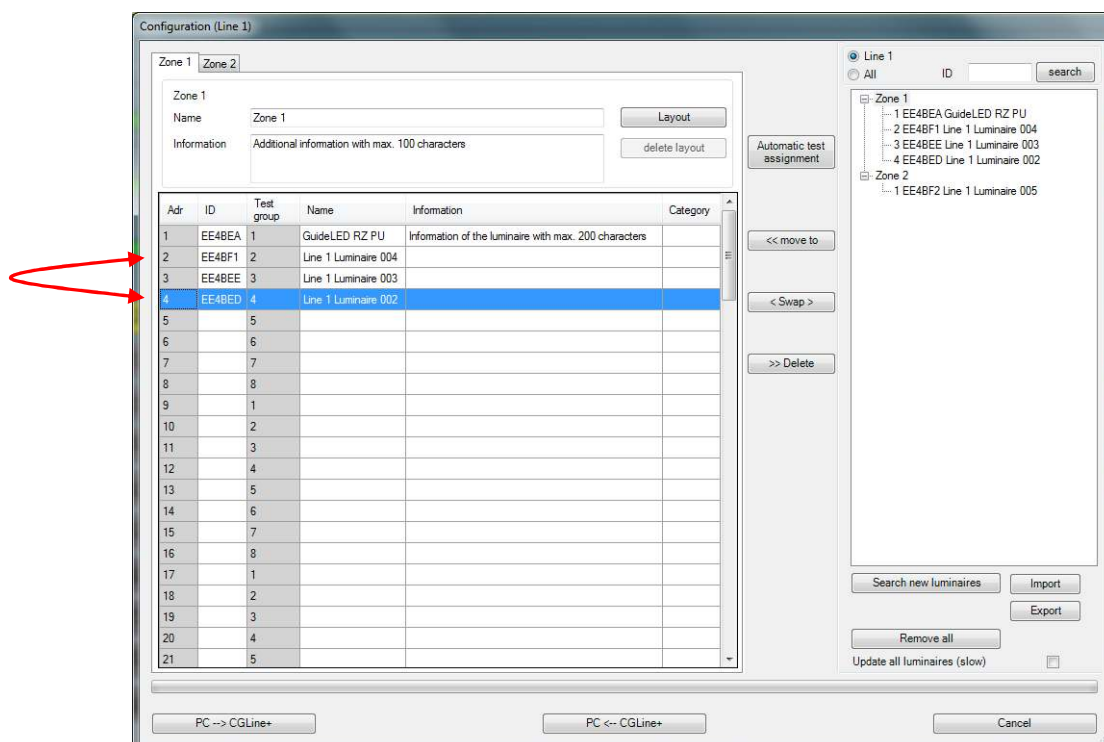 Configuration (Line 1)
Zone 1 Zone 2
Zone 1
Name Zone 1 Layout
Information Additional information with max. 100 characters delete layout
Adr ID Test group Name Information Category
1 EE4BEA 1 GuideLED RZ PU Information of the luminaire with max. 200 characters
2 EE4BF1 2 Line 1 Luminaire 004
3 EE4BEE 3 Line 1 Luminaire 003
4 EE4BED 4 Line 1 Luminaire 002
5 5
6 6
7 7
8 8
9 1
10 2
11 3
12 4
13 5
14 6
15 7
16 8
17 1
18 2
19 3
20 4
21 5
Automatic test
assignment
<< move to
< Swap >
>> Delete
Line 1
All ID search
Zone 1
1 EE4BEA GuideLED RZ PU
2 EE4BF1 Line 1 Luminaire 004
3 EE4BEE Line 1 Luminaire 003
4 EE4BED Line 1 Luminaire 002
Zone 2
1 EE4BF2 Line 1 Luminaire 005
Search new luminaires Import
Export
Remove all
Update all luminaires (slow)
PC --> CGLine+ PC <-- CGLine+ Cancel